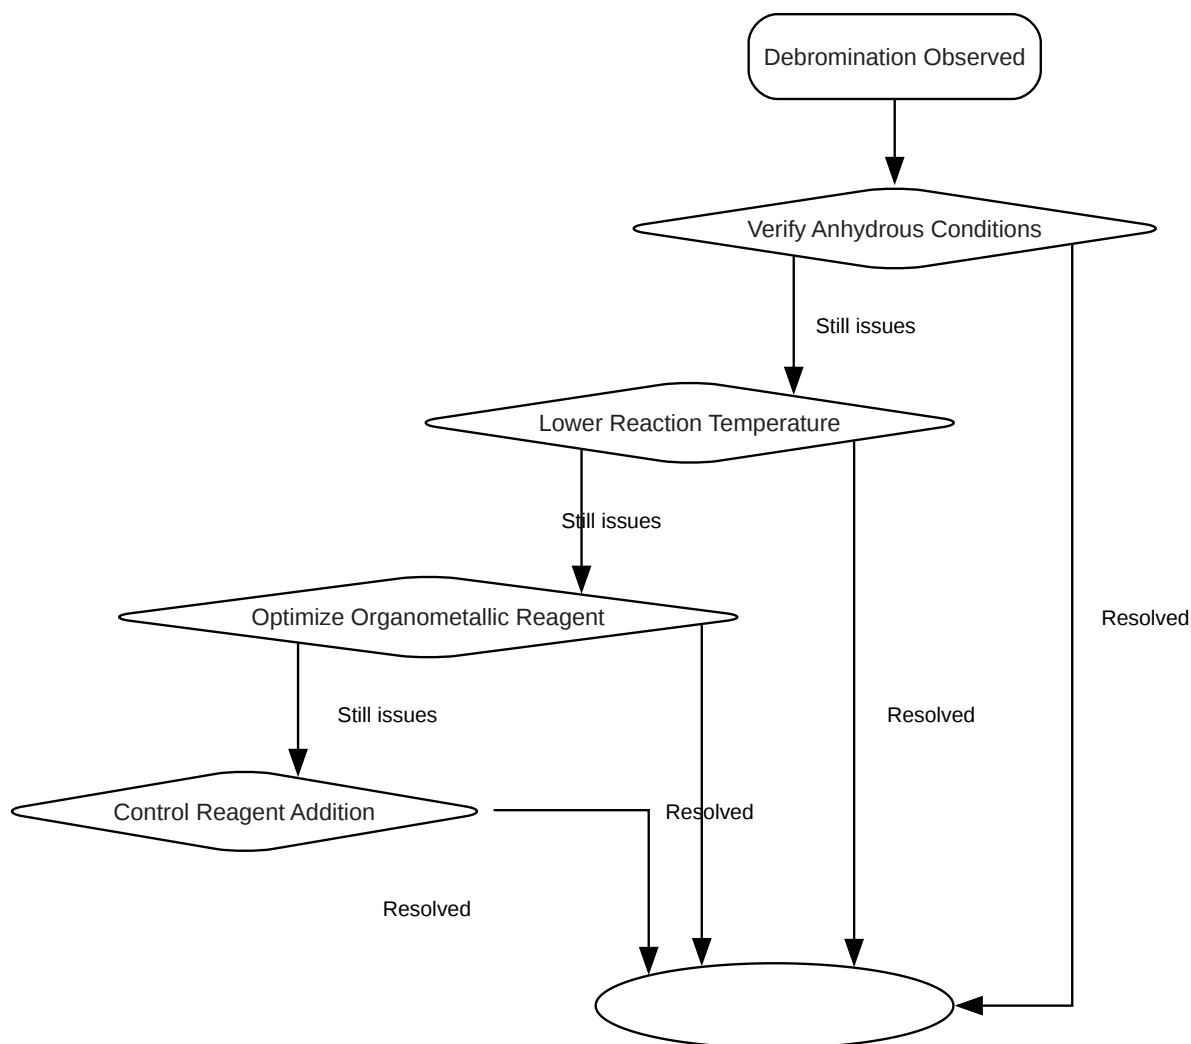 Debromination Observed
Verify Anhydrous Conditions
Still issues
Lower Reaction Temperature
Still issues
Optimize Organometallic Reagent
Resolved
Still issues
Resolved
Control Reagent Addition
Resolved
Resolved